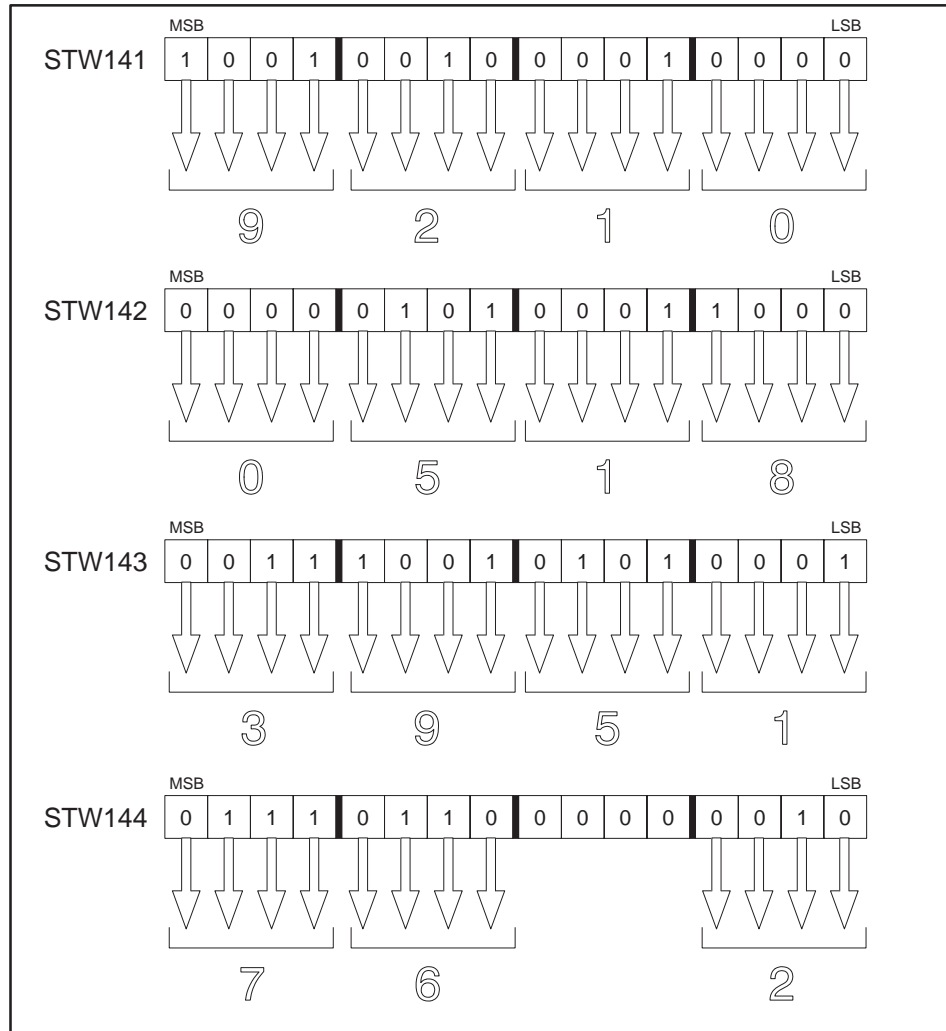 MSB LSB
STW141 1 0 0 1 0 0 1 0 0 0 0 1 0 0 0 0
9 2 1 0
MSB LSB
STW142 0 0 0 0 0 1 0 1 0 0 0 1 1 0 0 0
0 5 1 8
MSB LSB
STW143 0 0 1 1 1 0 0 1 0 1 0 1 0 0 0 1
3 9 5 1
MSB LSB
STW144 0 1 1 1 0 1 1 0 0 0 0 0 0 0 1 0
7 6 2